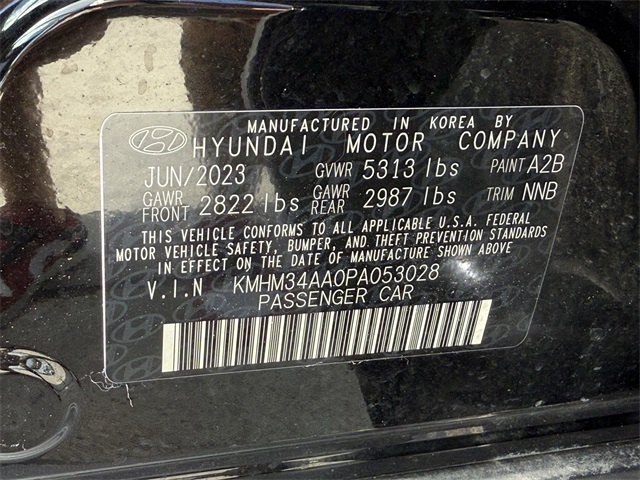 MANUFACTURED IN KOREA BY
HYUNDAI MOTOR COMPANY
JUN/2023 GVWR 5313 lbs PAINT A2B
GAWR FRONT 2822 lbs GAWR REAR 2987 lbs TRIM NNB
THIS VEHICLE CONFORMS TO ALL APPLICABLE U.S.A. FEDERAL
MOTOR VEHICLE SAFETY, BUMPER, AND THEFT PREVENTION STANDARDS
IN EFFECT ON THE DATE OF MANUFACTURE SHOWN ABOVE
V.I.N KMHM34AA0PA053028
PASSENGER CAR